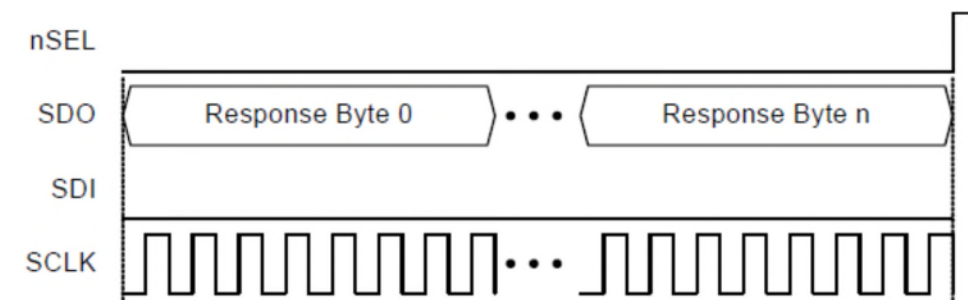 nSEL
SDO Response Byte 0 • • • Response Byte n
SDI
SCLK • • •